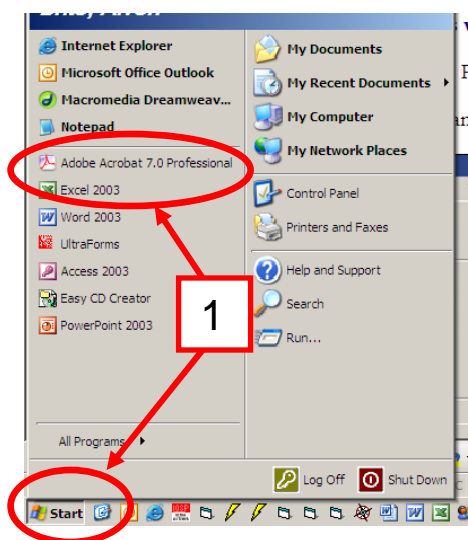 Internet Explorer
Microsoft Office Outlook
Macromedia Dreamweav...
Notepad
Adobe Acrobat 7.0 Professional
Excel 2003
Word 2003
UltraForms
Access 2003
Easy CD Creator
PowerPoint 2003
All Programs
My Documents
My Recent Documents
My Computer
My Network Places
Control Panel
Printers and Faxes
Help and Support
Search
Run...
1
Log Off
Shut Down
Start